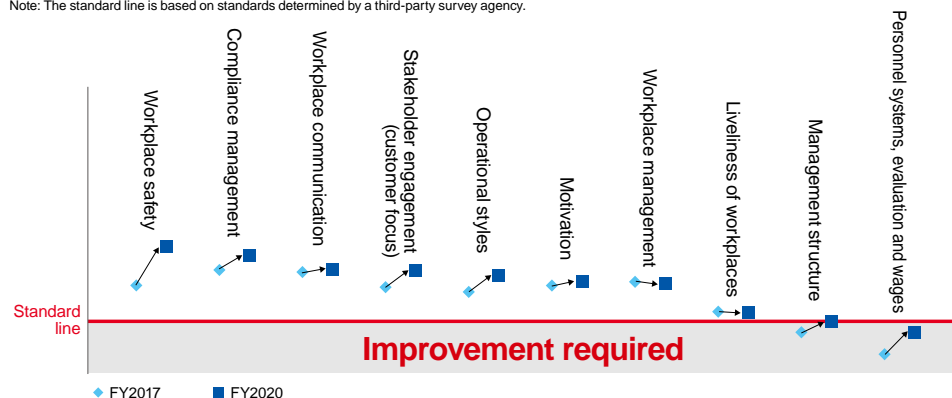 Note: The standard line is based on standards determined by a third-party survey agency.
Workplace safety
Compliance management
Workplace communication
Stakeholder engagement
(customer focus)
Operational styles
Motivation
Workplace management
Liveliness of workplaces
Management structure
Personnel systems, evaluation and wages
Standard
line
Improvement required
FY2017
FY2020